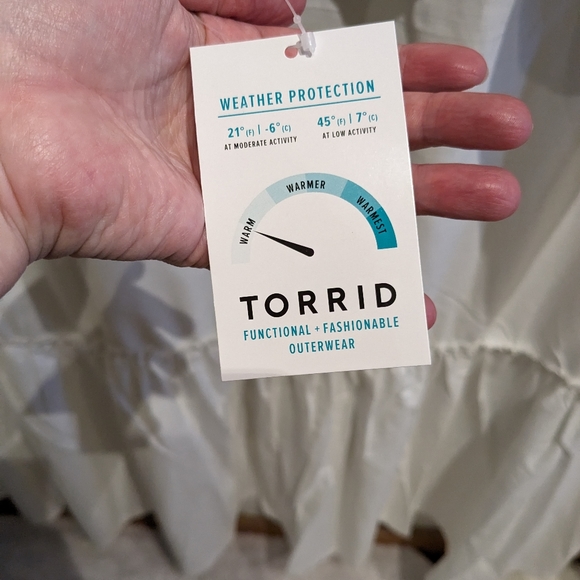 WEATHER PROTECTION
21° (F) | -6° (C) 45° (F) | 7° (C)
AT MODERATE ACTIVITY AT LOW ACTIVITY
WARM WARMER WARMEST
TORRID
FUNCTIONAL + FASHIONABLE
OUTERWEAR